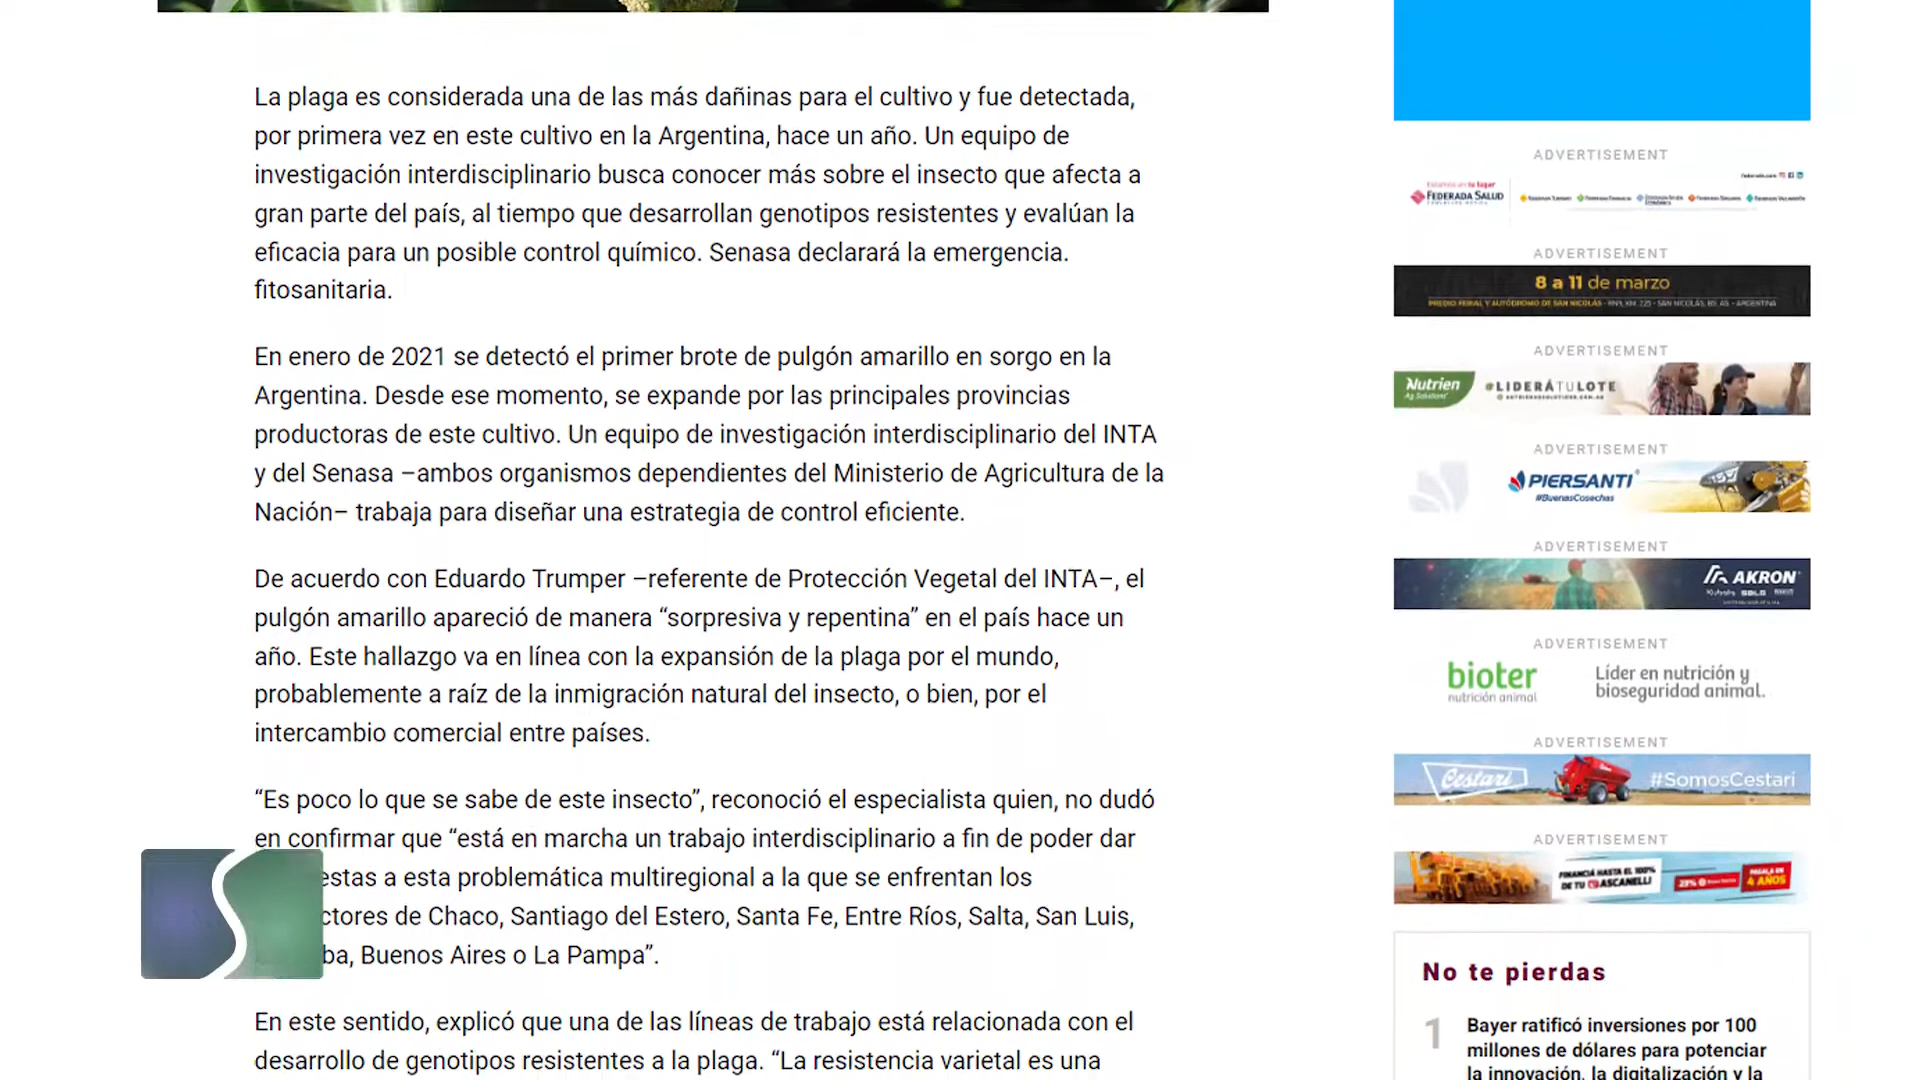 La plaga es considerada una de las más dañinas para el cultivo y fue detectada,
por primera vez en este cultivo en la Argentina, hace un año. Un equipo de
investigación interdisciplinario busca conocer más sobre el insecto que afecta a
gran parte del país, al tiempo que desarrollan genotipos resistentes y evalúan la
eficacia para un posible control químico. Senasa declarará la emergencia.
fitosanitaria.
En enero de 2021 se detectó el primer brote de pulgón amarillo en sorgo en la
Argentina. Desde ese momento, se expande por las principales provincias
productoras de este cultivo. Un equipo de investigación interdisciplinario del INTA
y del Senasa –ambos organismos dependientes del Ministerio de Agricultura de la
Nación– trabaja para diseñar una estrategia de control eficiente.
De acuerdo con Eduardo Trumper –referente de Protección Vegetal del INTA–, el
pulgón amarillo apareció de manera “sorpresiva y repentina” en el país hace un
año. Este hallazgo va en línea con la expansión de la plaga por el mundo,
probablemente a raíz de la inmigración natural del insecto, o bien, por el
intercambio comercial entre países.
“Es poco lo que se sabe de este insecto”, reconoció el especialista quien, no dudó
en confirmar que “está en marcha un trabajo interdisciplinario a fin de poder dar
estas a esta problemática multiregional a la que se enfrentan los
ctores de Chaco, Santiago del Estero, Santa Fe, Entre Ríos, Salta, San Luis,
ba, Buenos Aires o La Pampa”.
En este sentido, explicó que una de las líneas de trabajo está relacionada con el
desarrollo de genotipos resistentes a la plaga. “La resistencia varietal es una
ADVERTISEMENT
FEDERADA SALUD
ADVERTISEMENT
8 a 11 de marzo
PREDIO FERIAL Y AUTÓDROMO DE SAN NICOLÁS - RN9, KM. 225 - SAN NICOLÁS, BS. AS. - ARGENTINA
ADVERTISEMENT
Nutrien
Ag Solutions
#LIDERÁTULOTE
ADVERTISEMENT
PIERSANTI
#BuenasCosechas
ADVERTISEMENT
AKRON
Kubota
ADVERTISEMENT
bioter
nutrición animal
Líder en nutrición y
bioseguridad animal.
ADVERTISEMENT
Cestari
#SomosCestari
ADVERTISEMENT
FINANCIÁ HASTA EL 100%
DE TU ASCANELLI
PAGALA EN
4 AÑOS
No te pierdas
1
Bayer ratificó inversiones por 100
millones de dólares para potenciar
la innovación, la digitalización y la